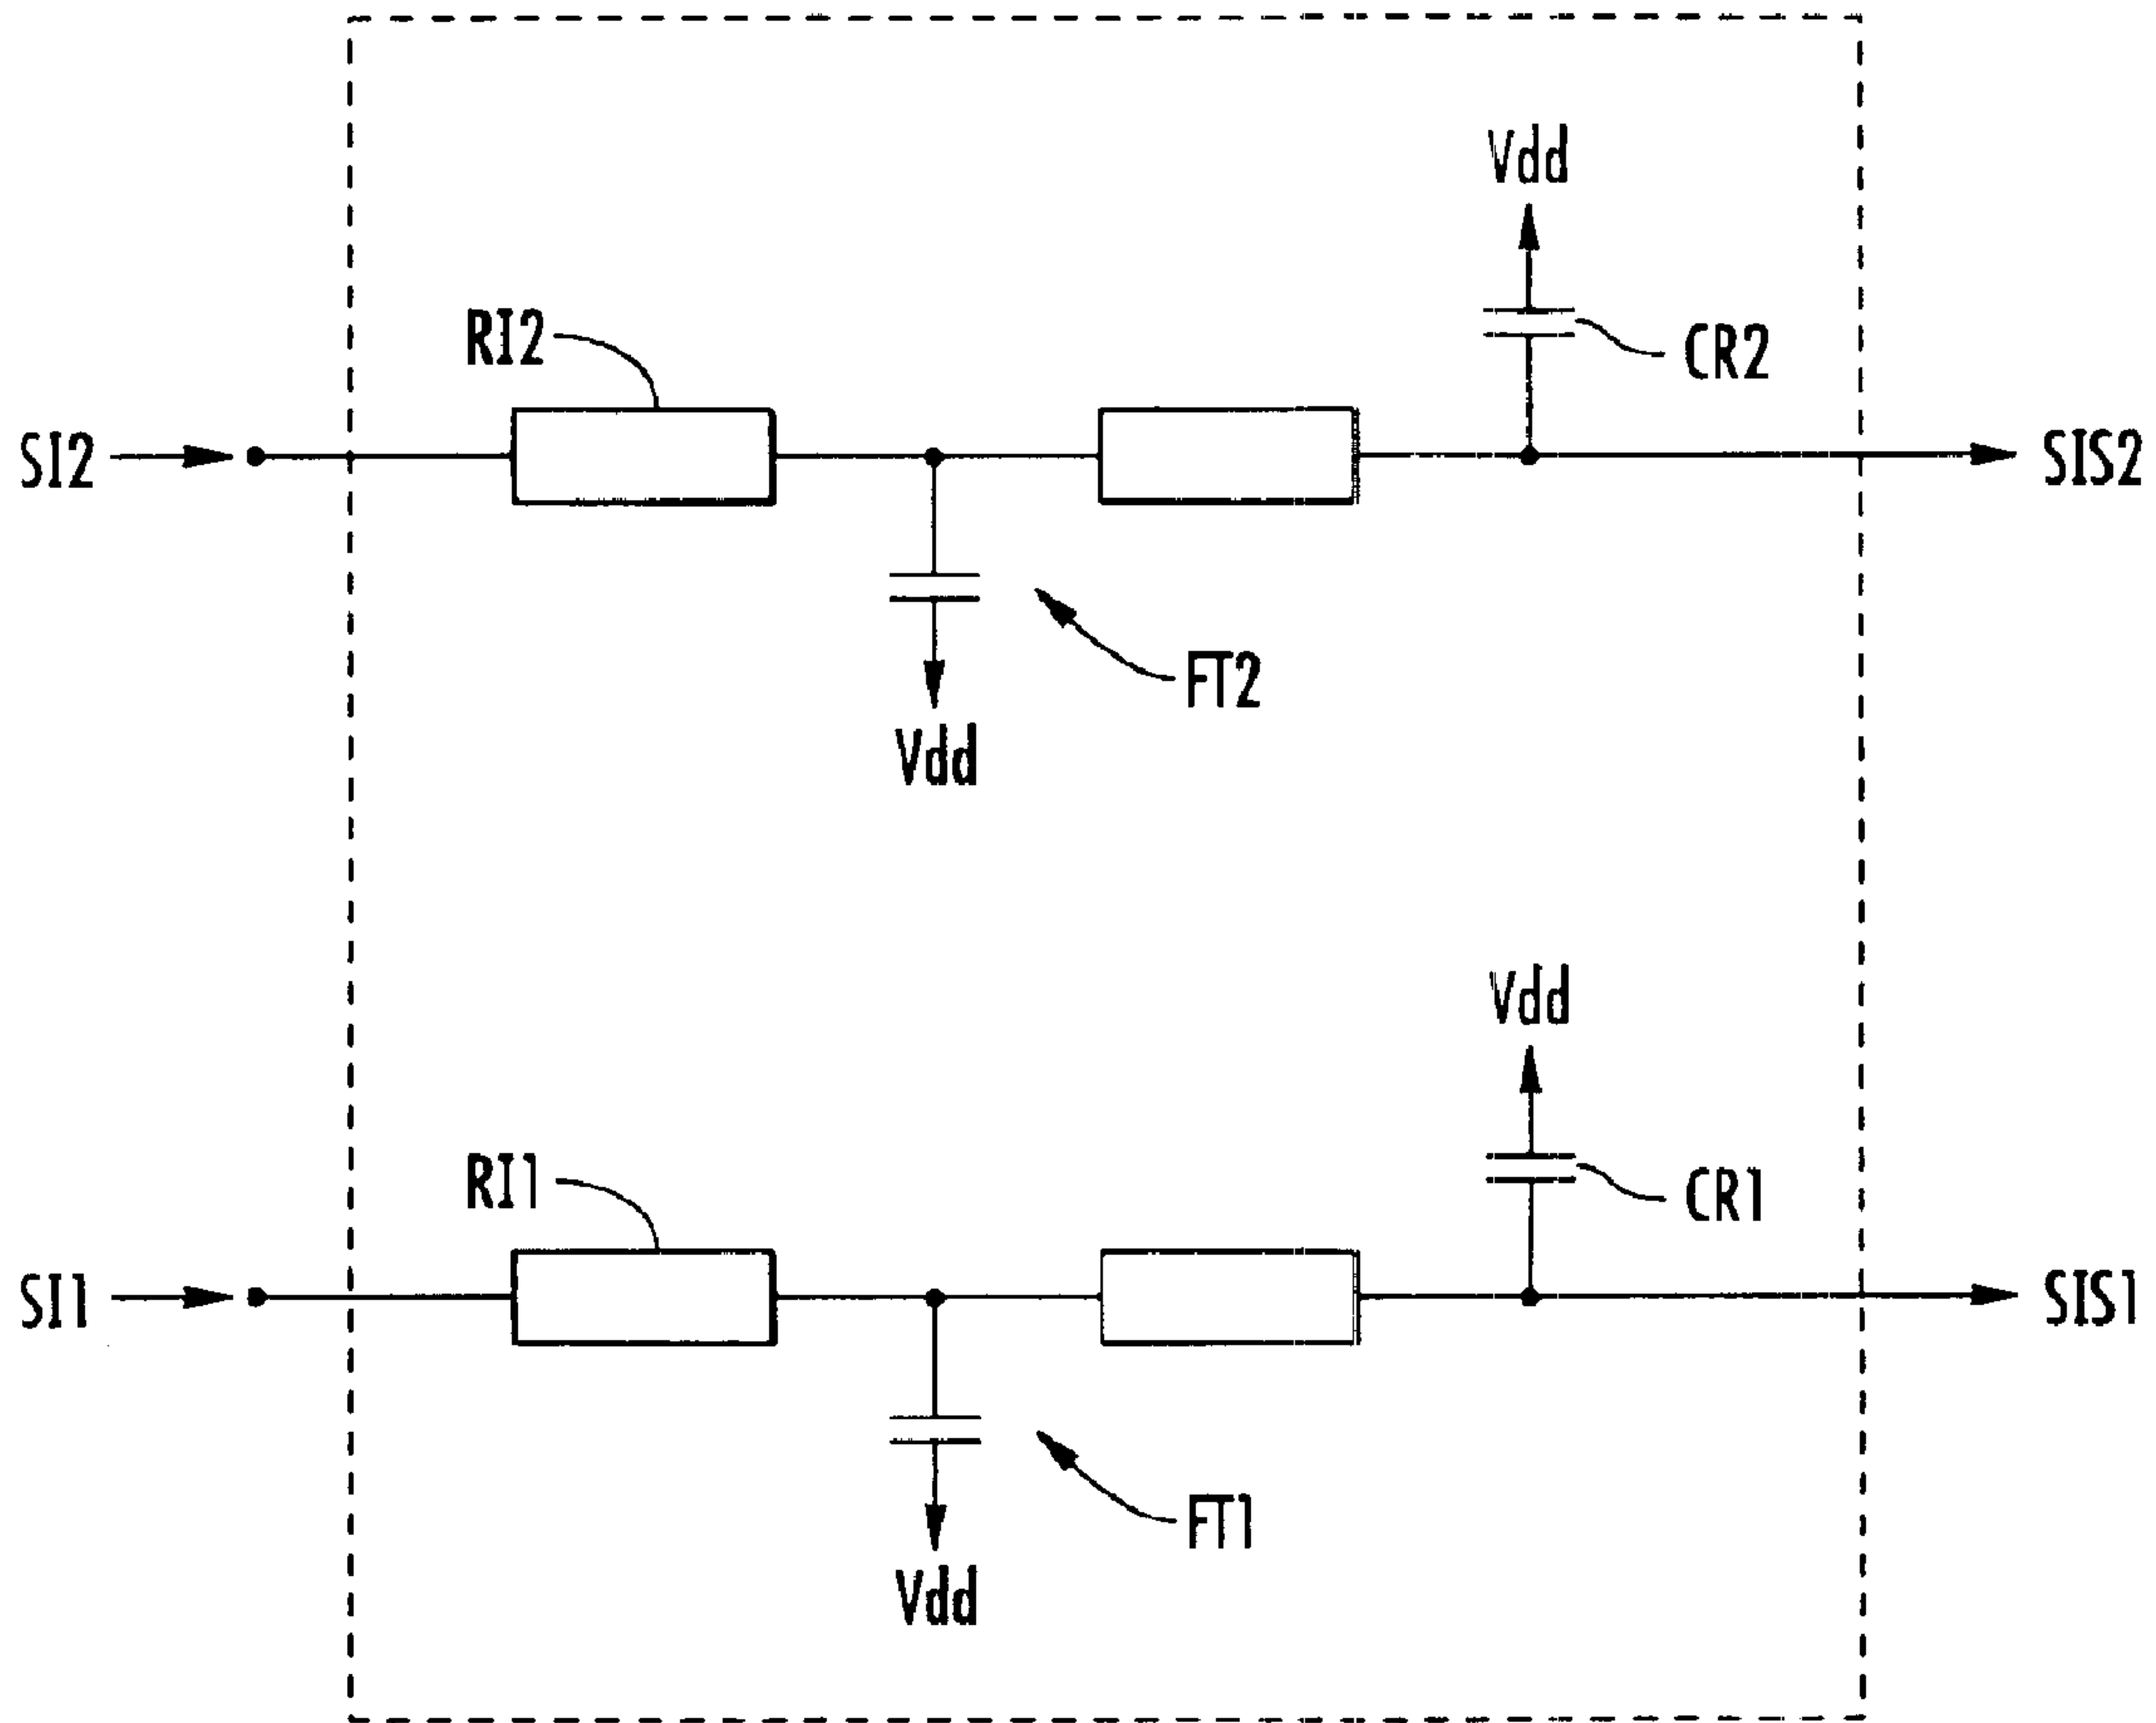 Vdd
RI2
CR2
SI2
SIS2
FT2
Vdd
Vdd
RI1
CR1
SI1
SIS1
FT1
Vdd